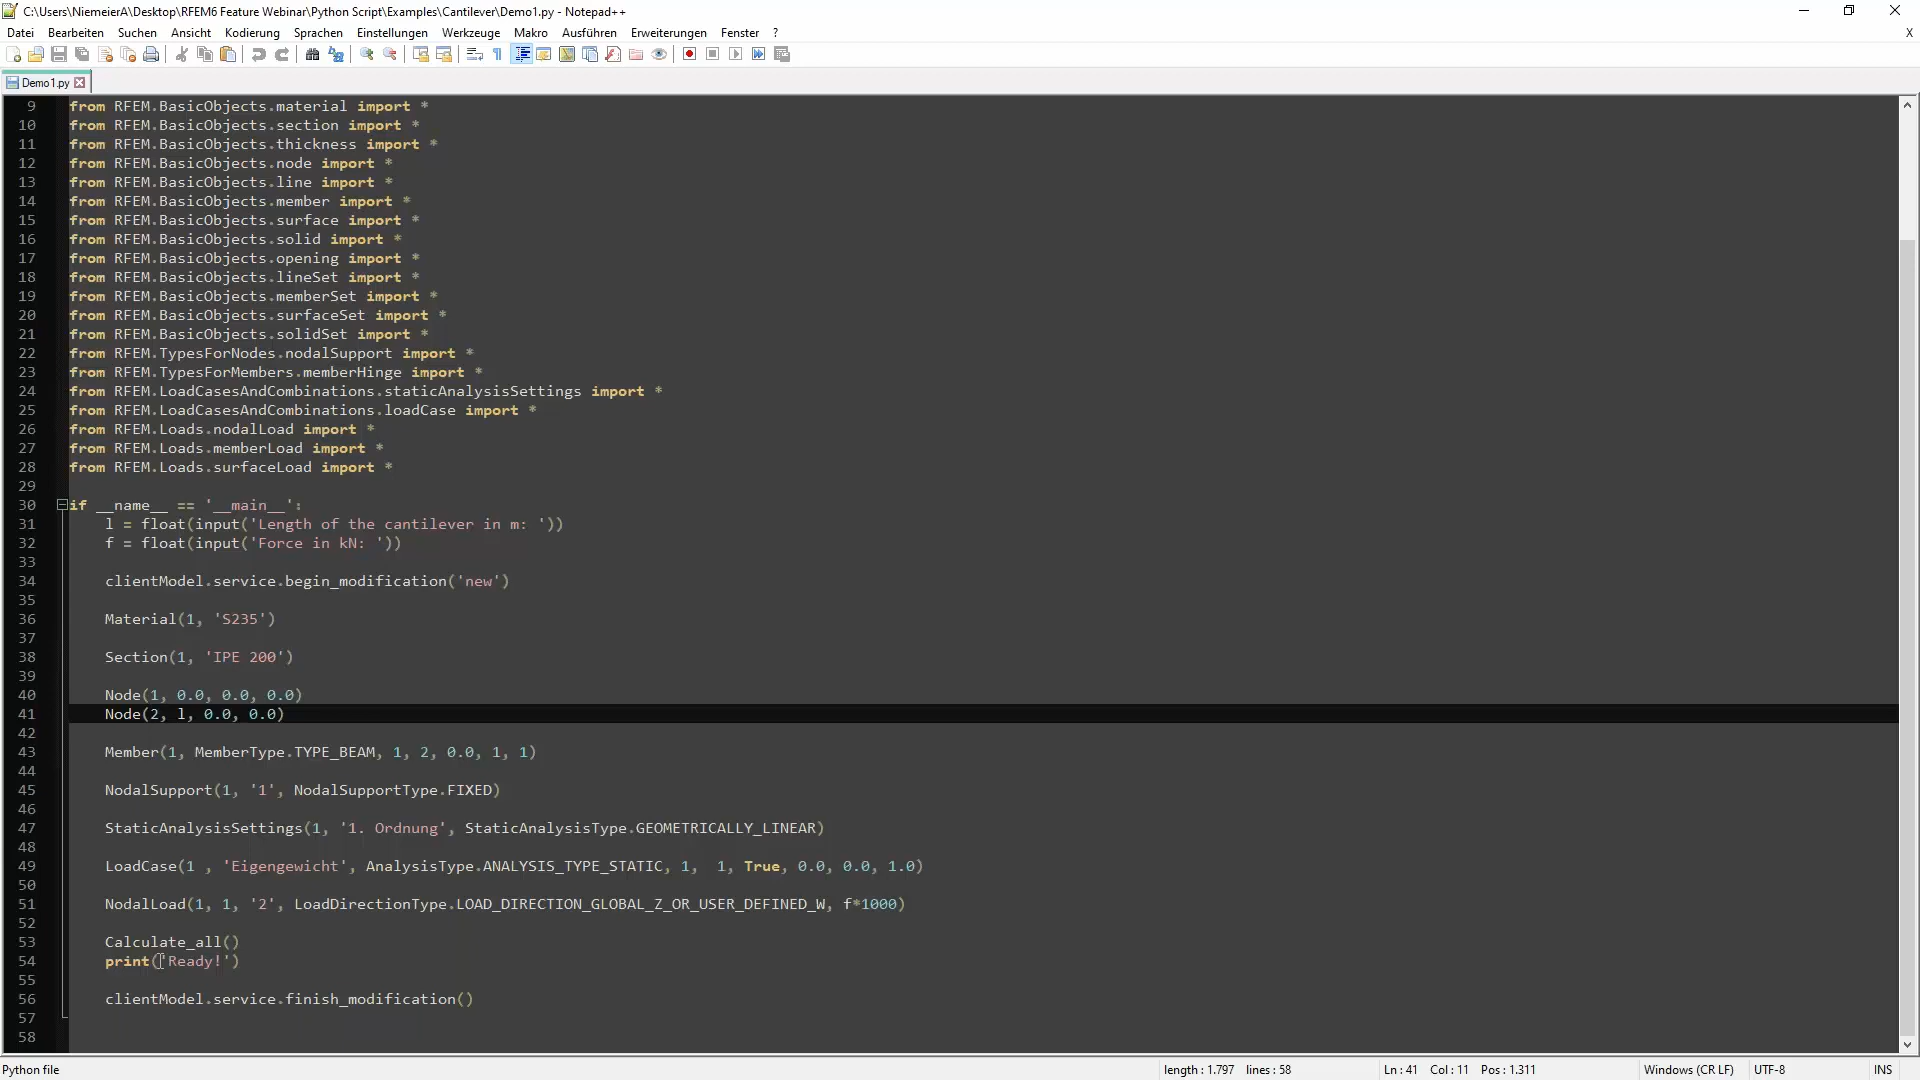 C:\Users\NiemeierA\Desktop\RFEM6 Feature Webinar\Python Script\Examples\Cantilever\Demo1.py - Notepad++
Datei Bearbeiten Suchen Ansicht Kodierung Sprachen Einstellungen Werkzeuge Makro Ausführen Erweiterungen Fenster ? X
Demo1.py
9 from RFEM.BasicObjects.material import *
10 from RFEM.BasicObjects.section import *
11 from RFEM.BasicObjects.thickness import *
12 from RFEM.BasicObjects.node import *
13 from RFEM.BasicObjects.line import *
14 from RFEM.BasicObjects.member import *
15 from RFEM.BasicObjects.surface import *
16 from RFEM.BasicObjects.solid import *
17 from RFEM.BasicObjects.opening import *
18 from RFEM.BasicObjects.lineSet import *
19 from RFEM.BasicObjects.memberSet import *
20 from RFEM.BasicObjects.surfaceSet import *
21 from RFEM.BasicObjects.solidSet import *
22 from RFEM.TypesForNodes.nodalSupport import *
23 from RFEM.TypesForMembers.memberHinge import *
24 from RFEM.LoadCasesAndCombinations.staticAnalysisSettings import *
25 from RFEM.LoadCasesAndCombinations.loadCase import *
26 from RFEM.Loads.nodalLoad import *
27 from RFEM.Loads.memberLoad import *
28 from RFEM.Loads.surfaceLoad import *
29
30 if __name__ == '__main__':
31 l = float(input('Length of the cantilever in m: '))
32 f = float(input('Force in kN: '))
33
34 clientModel.service.begin_modification('new')
35
36 Material(1, 'S235')
37
38 Section(1, 'IPE 200')
39
40 Node(1, 0.0, 0.0, 0.0)
41 Node(2, l, 0.0, 0.0)
42
43 Member(1, MemberType.TYPE_BEAM, 1, 2, 0.0, 1, 1)
44
45 NodalSupport(1, '1', NodalSupportType.FIXED)
46
47 StaticAnalysisSettings(1, '1. Ordnung', StaticAnalysisType.GEOMETRICALLY_LINEAR)
48
49 LoadCase(1 , 'Eigengewicht', AnalysisType.ANALYSIS_TYPE_STATIC, 1,  1, True, 0.0, 0.0, 1.0)
50
51 NodalLoad(1, 1, '2', LoadDirectionType.LOAD_DIRECTION_GLOBAL_Z_OR_USER_DEFINED_W, f*1000)
52
53 Calculate_all()
54 print('Ready!')
55
56 clientModel.service.finish_modification()
57
58
Python file length : 1.797 lines : 58 Ln : 41 Col : 11 Pos : 1.311 Windows (CR LF) UTF-8 INS